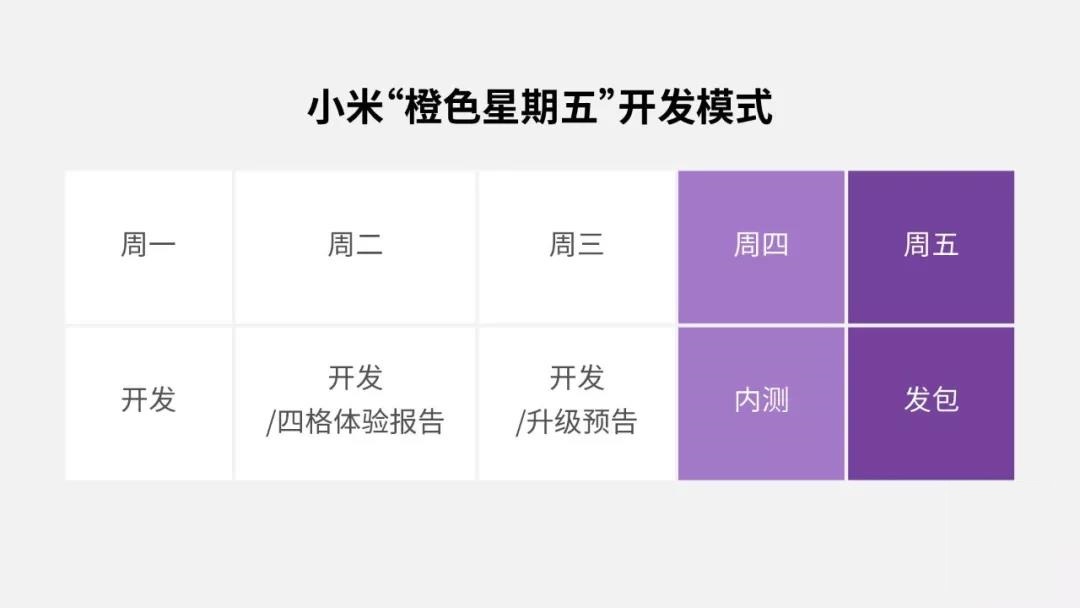 小米“橙色星期五”开发模式
周一
周二
周三
周四
周五
开发
开发
/四格体验报告
开发
/升级预告
内测
发包